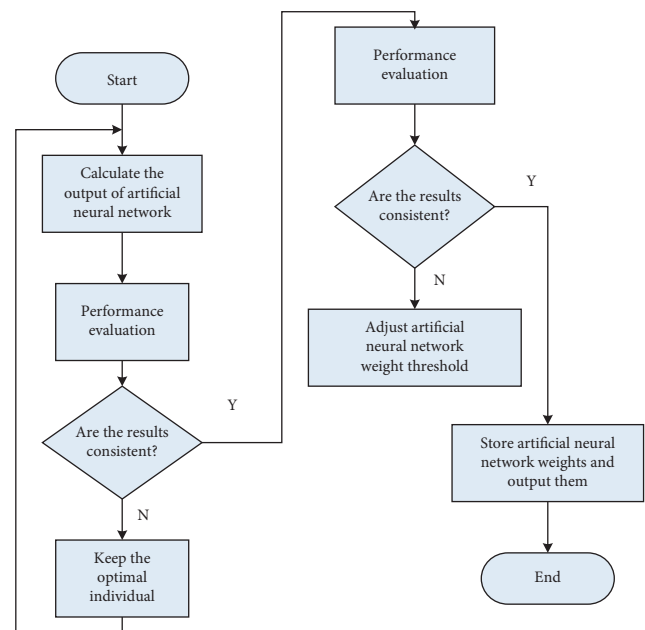 Start
Calculate the
output of artificial
neural network
Performance
evaluation
Are the results
consistent?
Y
N
Keep the
optimal
individual
Performance
evaluation
Are the results
consistent?
Y
N
Adjust artificial
neural network
weight threshold
Store artificial neural
network weights and
output them
End